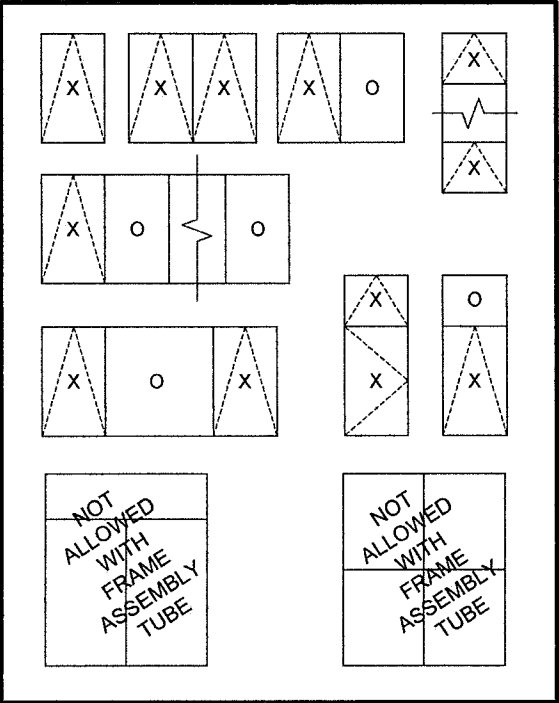 X
X X
X O
X
X
X O O
X
X
O
X
X O X
NOT
ALLOWED
WITH
FRAME
ASSEMBLY
TUBE
NOT
ALLOWED
WITH
FRAME
ASSEMBLY
TUBE